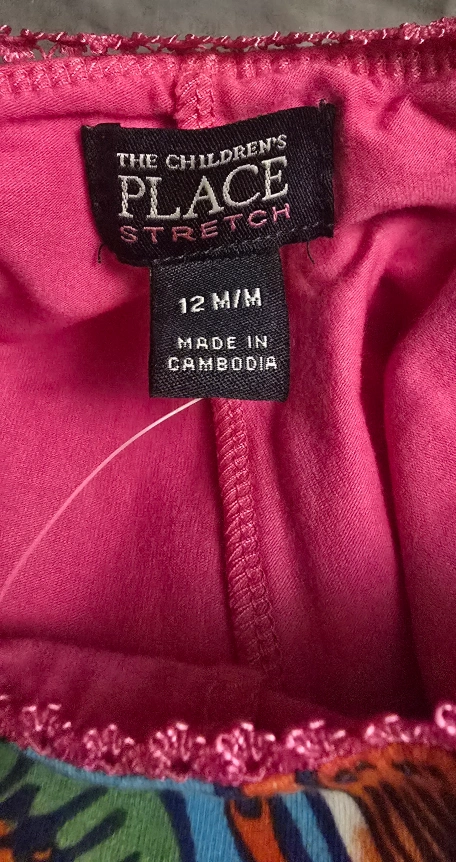 THE CHILDREN'S
PLACE
STRETCH
12 M/M
MADE IN
CAMBODIA